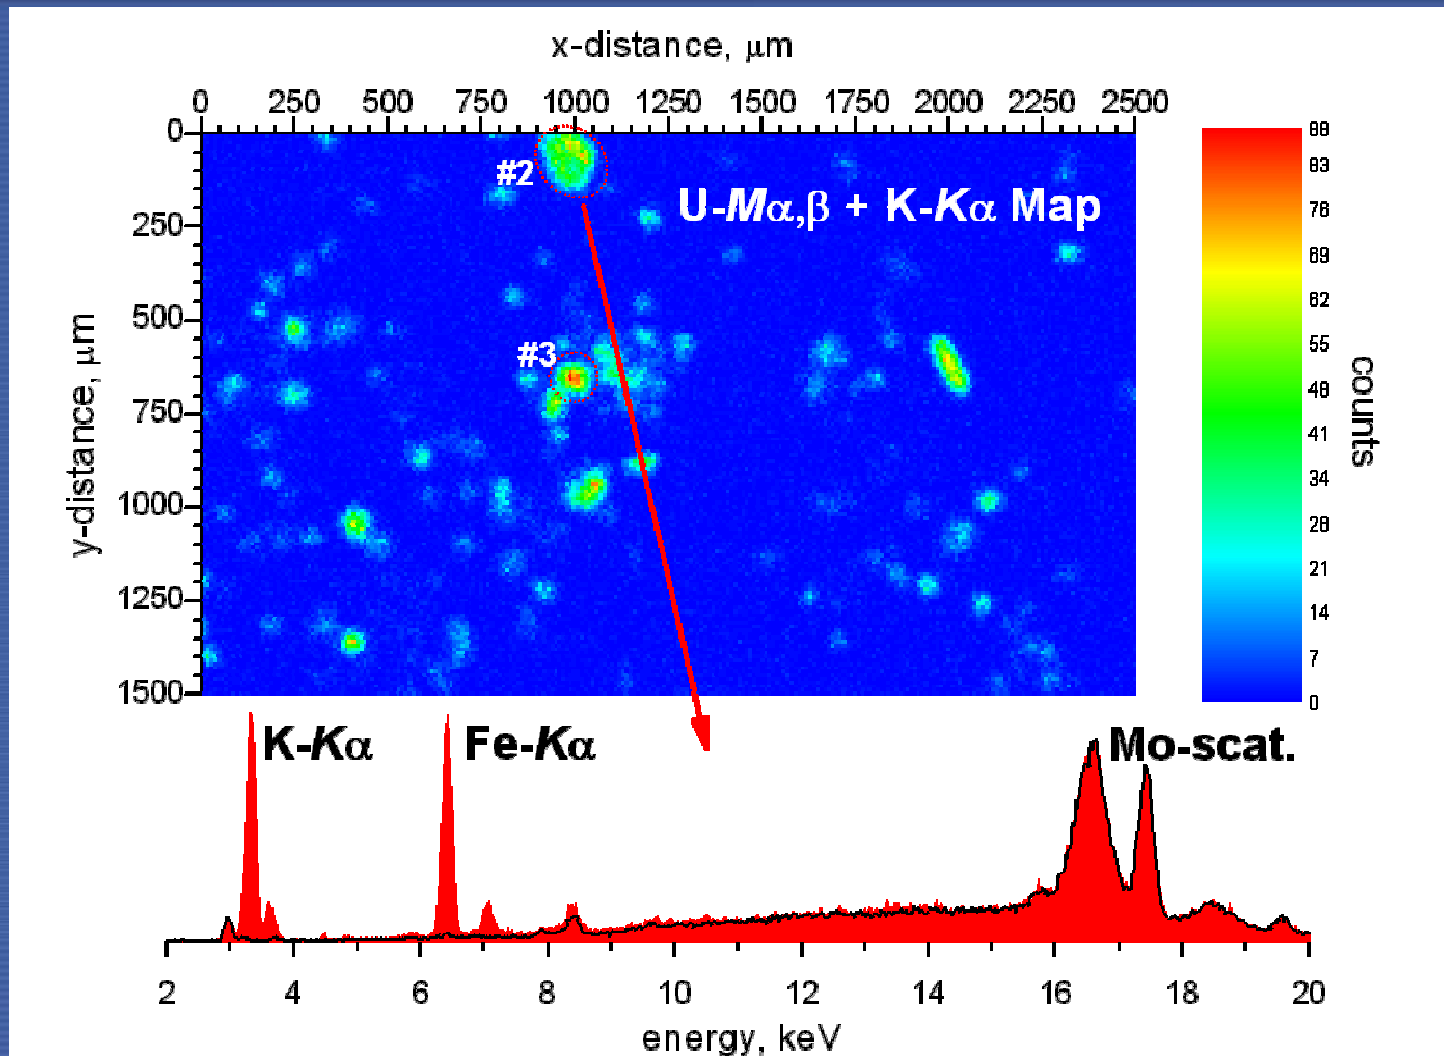 x-distance, μm
0 250 500 750 1000 1250 1500 1750 2000 2250 2500
y-distance, μm
0
250
500
750
1000
1250
1500
#2
U-Mα,β + K-Kα Map
#3
88
83
76
69
62
55
48
41
34
28
21
14
7
0
counts
K-Kα
Fe-Kα
Mo-scat.
2 4 6 8 10 12 14 16 18 20
energy, keV